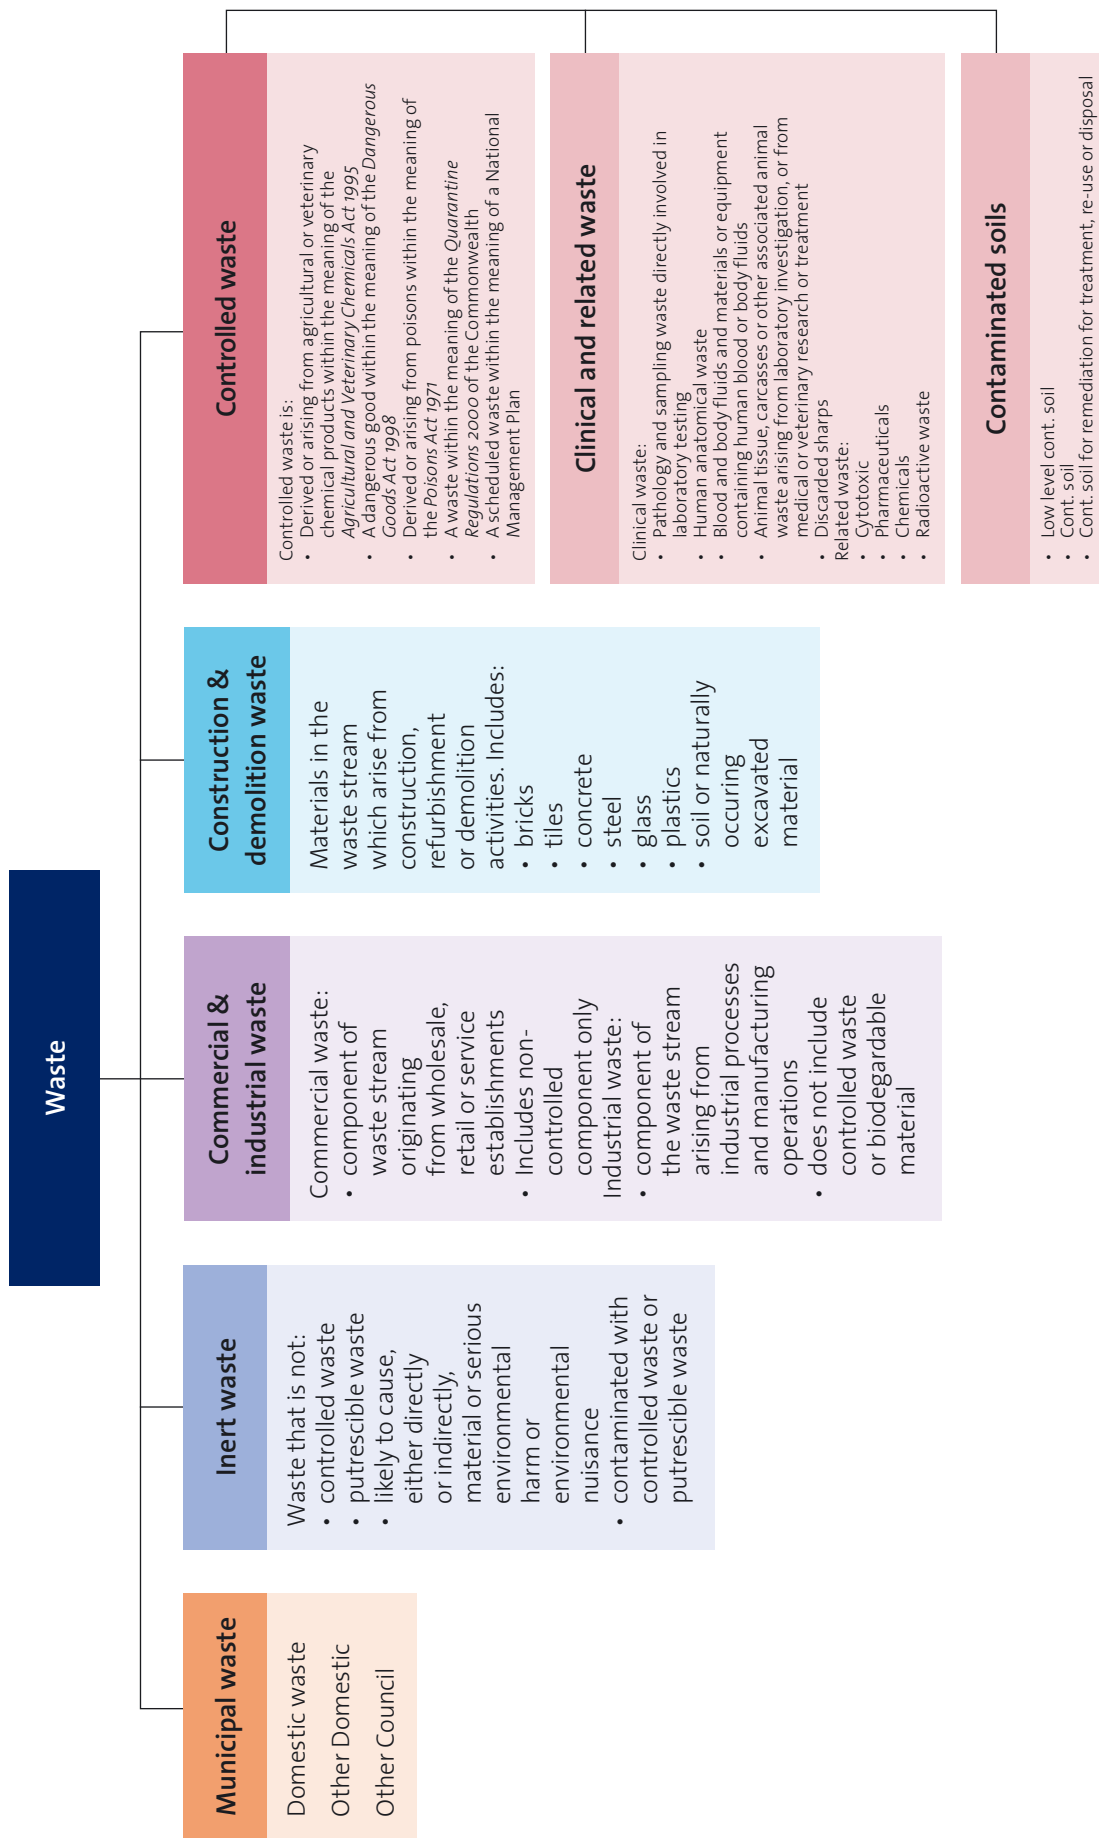 Waste
Municipal waste
Domestic waste
Other Domestic
Other Council
Inert waste
Waste that is not:
• controlled waste
• putrescible waste
• likely to cause,
either directly
or indirectly,
material or serious
environmental
harm or
environmental
nuisance
• contaminated with
controlled waste or
putrescible waste
Commercial &
industrial waste
Commercial waste:
• component of
waste stream
originating
from wholesale,
retail or service
establishments
• Includes non-
controlled
component only
Industrial waste:
• component of
the waste stream
arising from
industrial processes
and manufacturing
operations
• does not include
controlled waste
or biodegardable
material
Construction &
demolition waste
Materials in the
waste stream
which arise from
construction,
refurbishment
or demolition
activities. Includes:
• bricks
• tiles
• concrete
• steel
• glass
• plastics
• soil or naturally
occuring
excavated
material
Controlled waste
Controlled waste is:
• Derived or arising from agricultural or veterinary
chemical products within the meaning of the
Agricultural and Veterinary Chemicals Act 1995
• A dangerous good within the meaning of the Dangerous
Goods Act 1998
• Derived or arising from poisons within the meaning of
the Poisons Act 1971
• A waste within the meaning of the Quarantine
Regulations 2000 of the Commonwealth
• A scheduled waste within the meaning of a National
Management Plan
Clinical and related waste
Clinical waste:
• Pathology and sampling waste directly involved in
laboratory testing
• Human anatomical waste
• Blood and body fluids and materials or equipment
containing human blood or body fluids
• Animal tissue, carcasses or other associated animal
waste arising from laboratory investigation, or from
medical or veterinary research or treatment
• Discarded sharps
Related waste:
• Cytotoxic
• Pharmaceuticals
• Chemicals
• Radioactive waste
Contaminated soils
• Low level cont. soil
• Cont. soil
• Cont. soil for remediation for treatment, re-use or disposal